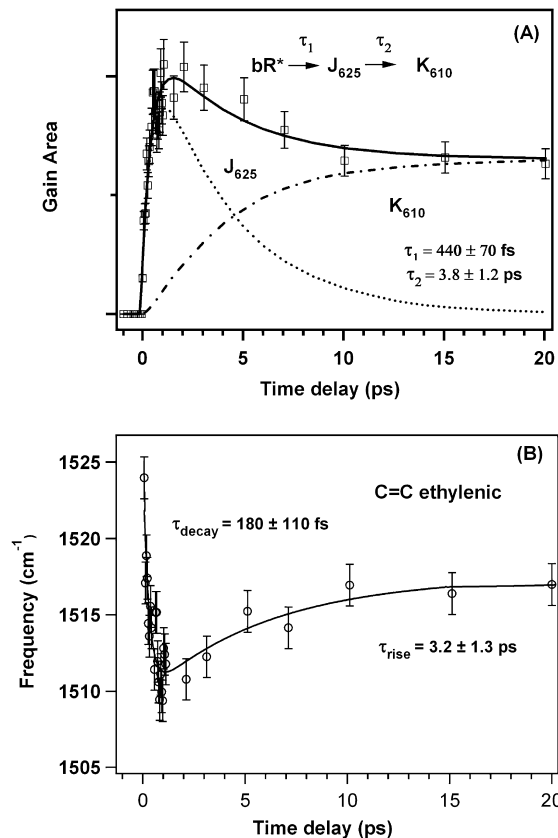 (A)
τ₁ τ₂
bR* → J₆₂₅ → K₆₁₀
Gain Area
J₆₂₅
K₆₁₀
τ₁ = 440 ± 70 fs
τ₂ = 3.8 ± 1.2 ps
0 5 10 15 20
Time delay (ps)
(B)
1525
C=C ethylenic
τdecay = 180 ± 110 fs
1520
Frequency (cm⁻¹)
1515
τrise = 3.2 ± 1.3 ps
1510
1505
0 5 10 15 20
Time delay (ps)